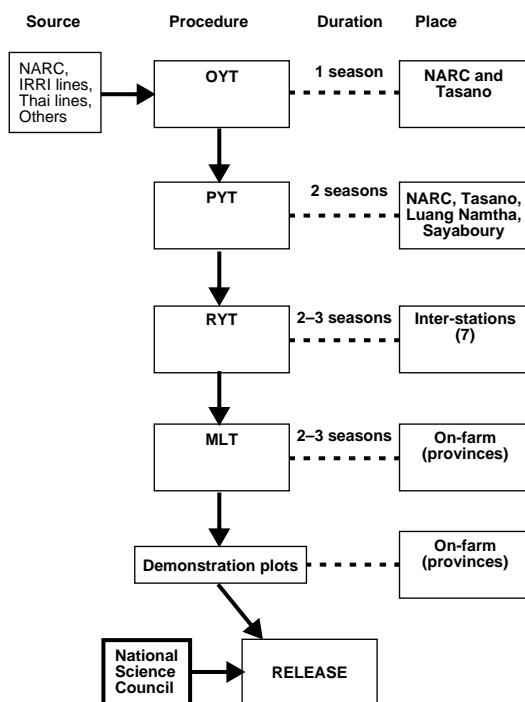 Source Procedure Duration Place
NARC,
IRRI lines,
Thai lines,
Others
OYT
1 season
NARC and
Tasano
PYT
2 seasons
NARC, Tasano,
Luang Namtha,
Sayaboury
RYT
2–3 seasons
Inter-stations
(7)
MLT
2–3 seasons
On-farm
(provinces)
Demonstration plots
On-farm
(provinces)
National
Science
Council
RELEASE